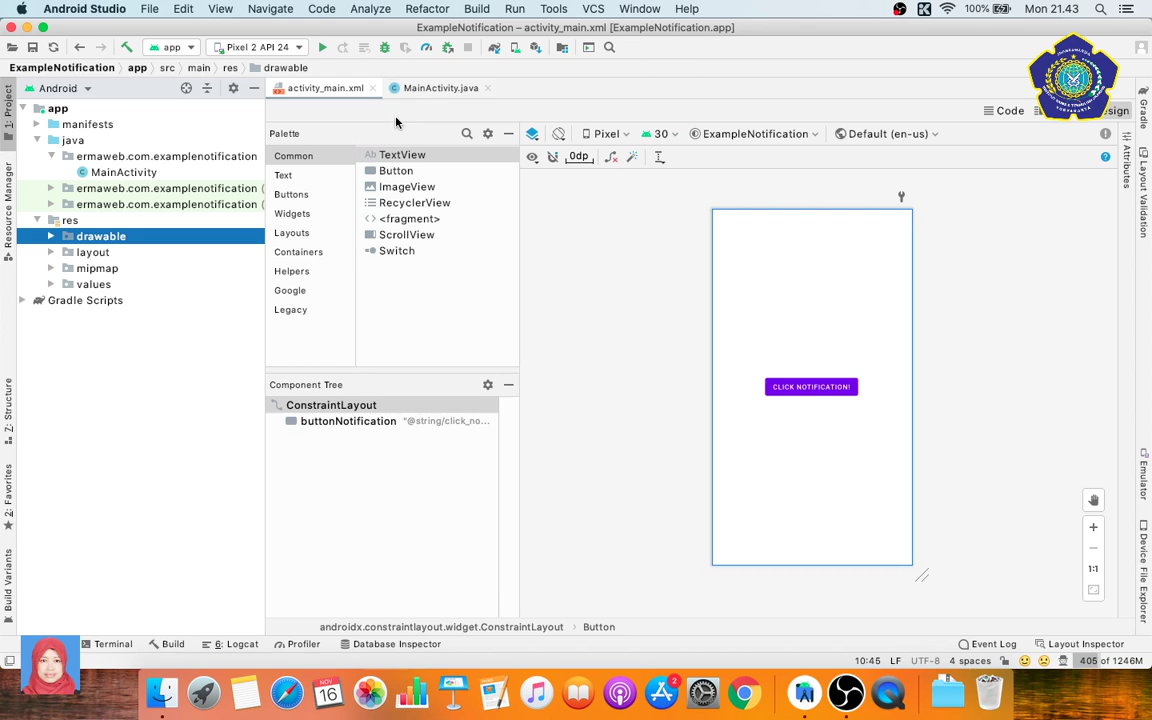 Android Studio File Edit View Navigate Code Analyze Refactor Build Run Tools VCS Window Help 100% Mon 21.43
ExampleNotification – activity_main.xml [ExampleNotification.app]
app Pixel 2 API 24
ExampleNotification app src main res drawable
Android activity_main.xml MainActivity.java
1: Project
Resource Manager
Z: Structure
2: Favorites
Build Variants
app
manifests
java
ermaweb.com.examplenotification
MainActivity
ermaweb.com.examplenotification (
ermaweb.com.examplenotification (
res
drawable
layout
mipmap
values
Gradle Scripts
Code
sign
Palette
Pixel 30 ExampleNotification Default (en-us)
0dp
Common
Text
Buttons
Widgets
Layouts
Containers
Helpers
Google
Legacy
Ab TextView
Button
ImageView
RecyclerView
<fragment>
ScrollView
Switch
Component Tree
ConstraintLayout
buttonNotification "@string/click_no...
CLICK NOTIFICATION!
1:1
Gradle
Attributes
Layout Validation
Emulator
Device File Explorer
androidx.constraintlayout.widget.ConstraintLayout Button
Terminal Build 6: Logcat Profiler Database Inspector Event Log Layout Inspector
10:45 LF UTF-8 4 spaces 405 of 1246M
NOV
16
2